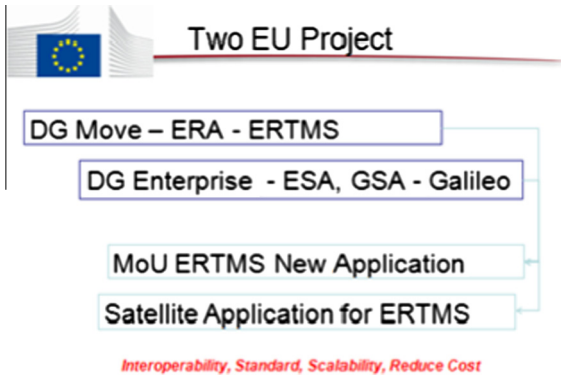 Two EU Project
DG Move – ERA - ERTMS
DG Enterprise - ESA, GSA - Galileo
MoU ERTMS New Application
Satellite Application for ERTMS
Interoperability, Standard, Scalability, Reduce Cost